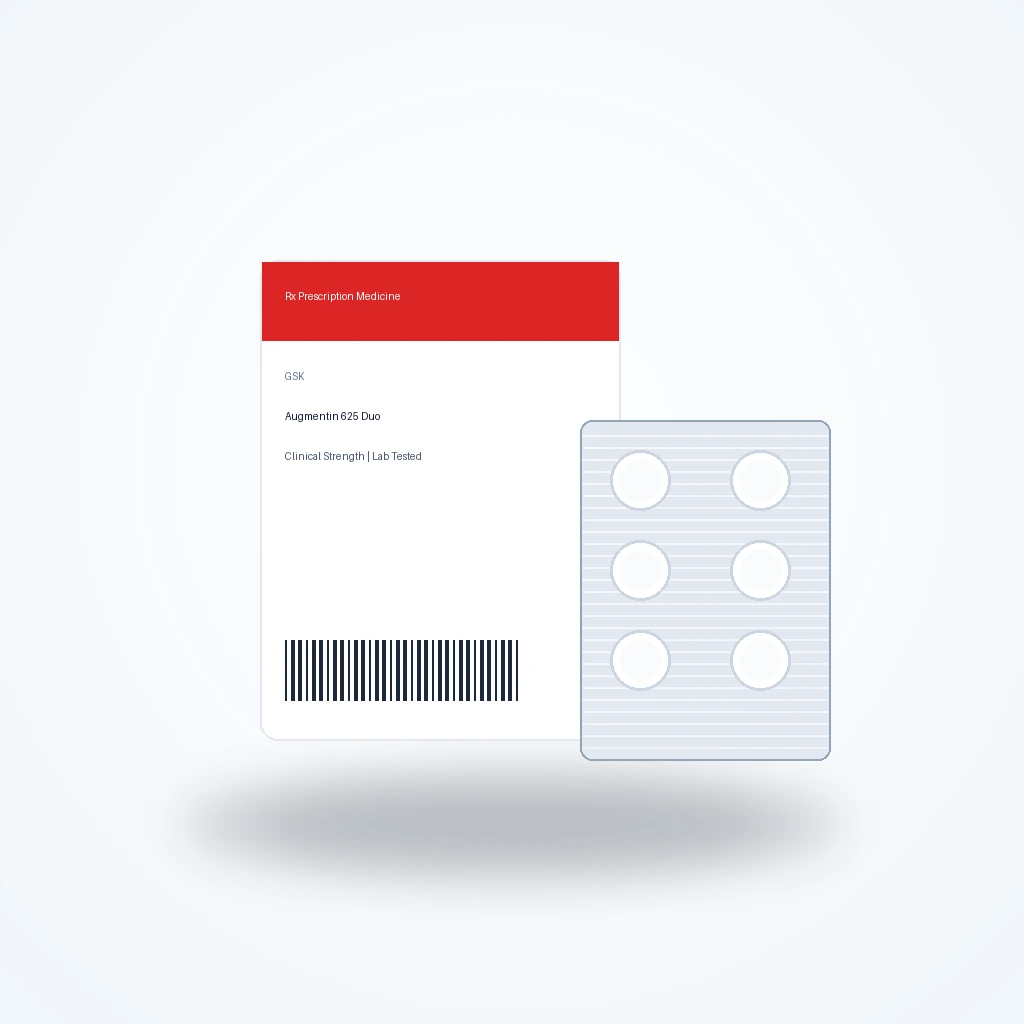 Rx Prescription Medicine
GSK
Augmentin 625 Duo
Clinical Strength | Lab Tested